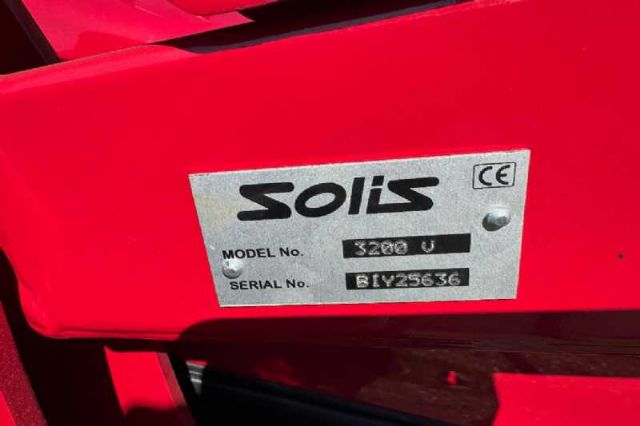 Solis
CE
MODEL No. 3200 V
SERIAL No. BIY25636